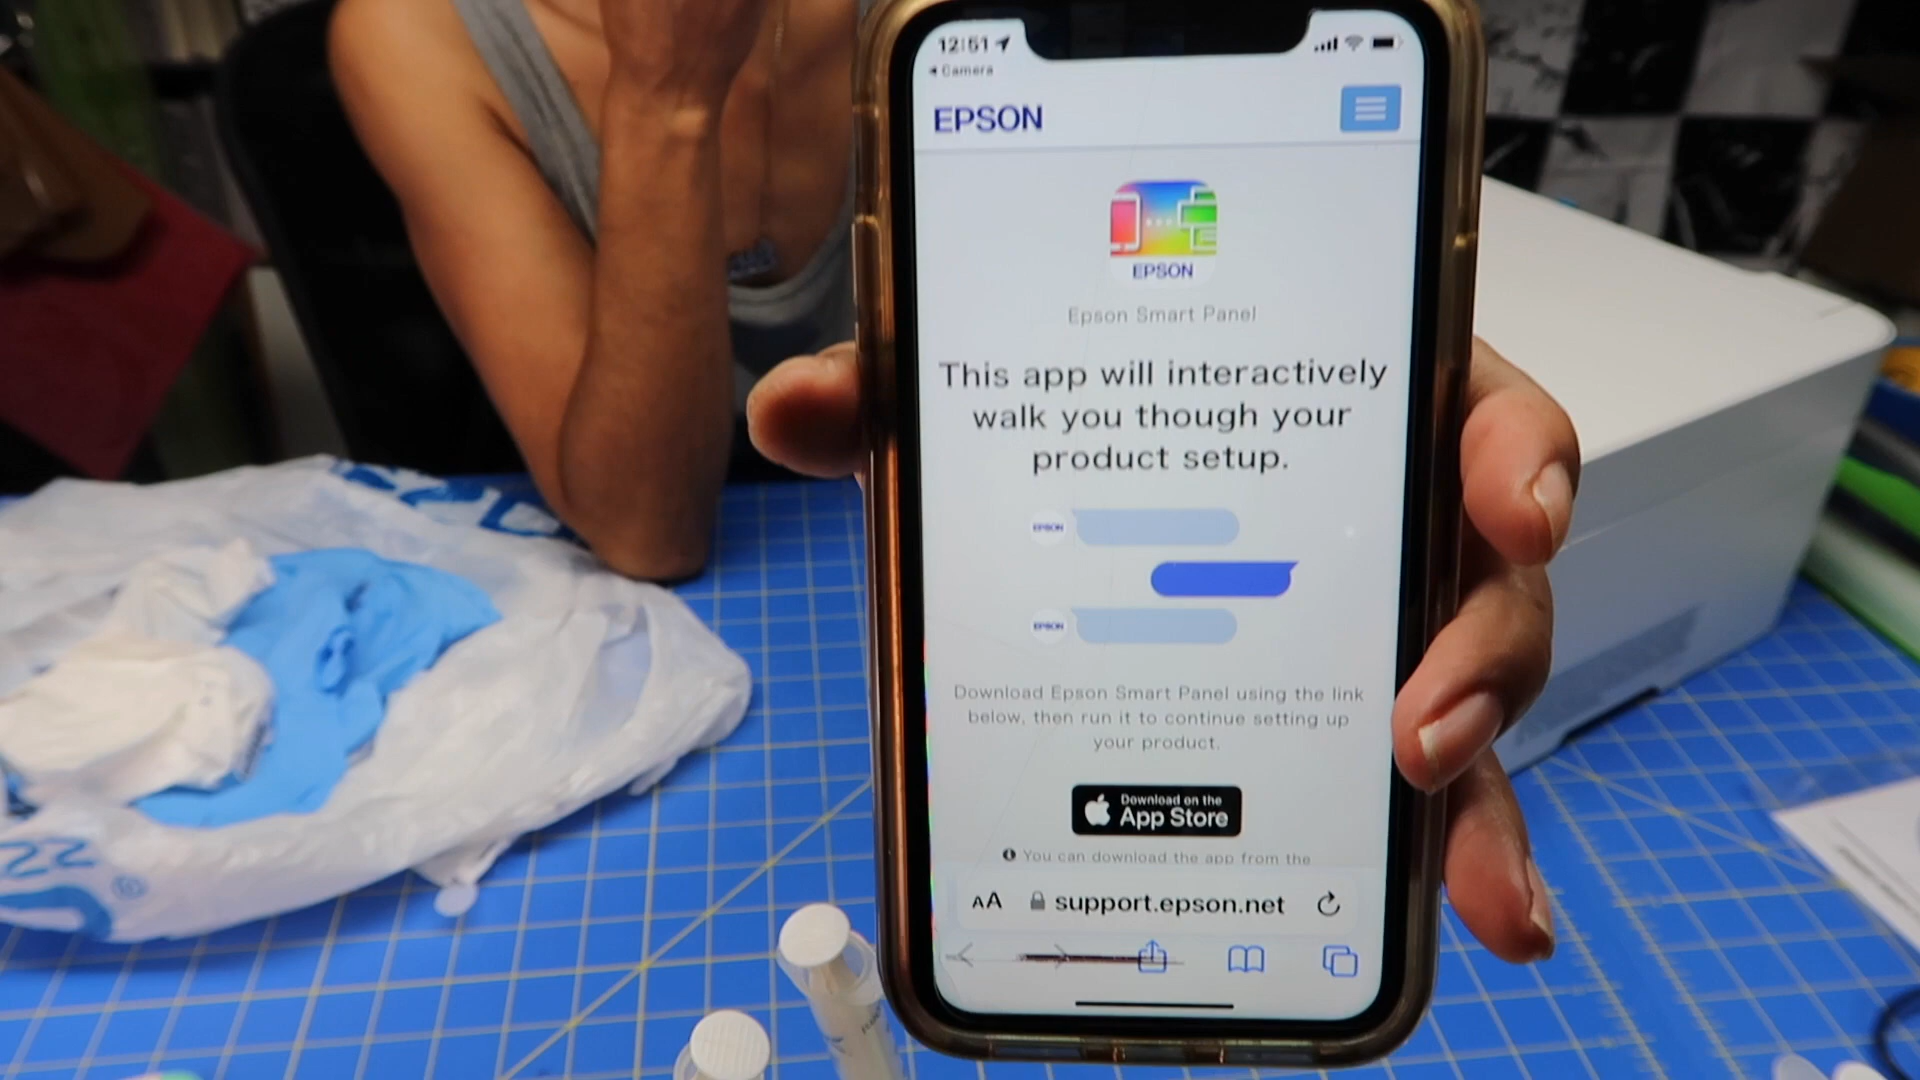 12:51
Camera
EPSON
EPSON
Epson Smart Panel
This app will interactively
walk you though your
product setup.
EPSON
EPSON
Download Epson Smart Panel using the link
below, then run it to continue setting up
your product.
Download on the
App Store
You can download the app from the
AA support.epson.net